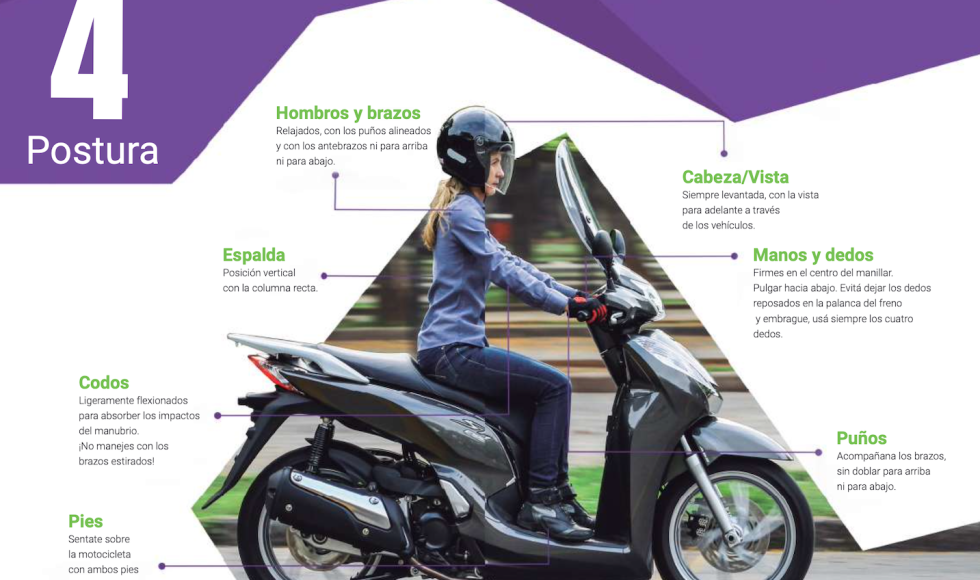 4
Postura
Hombros y brazos
Relajados, con los puños alineados
y con los antebrazos ni para arriba
ni para abajo.
Cabeza/Vista
Siempre levantada, con la vista
para adelante a través
de los vehículos.
Espalda
Posición vertical
con la columna recta.
Manos y dedos
Firmes en el centro del manillar.
Pulgar hacia abajo. Evitá dejar los dedos
reposados en la palanca del freno
y embrague, usá siempre los cuatro
dedos.
Codos
Ligeramente flexionados
para absorber los impactos
del manubrio.
¡No manejes con los
brazos estirados!
Puños
Acompañana los brazos,
sin doblar para arriba
ni para abajo.
Pies
Sentate sobre
la motocicleta
con ambos pies